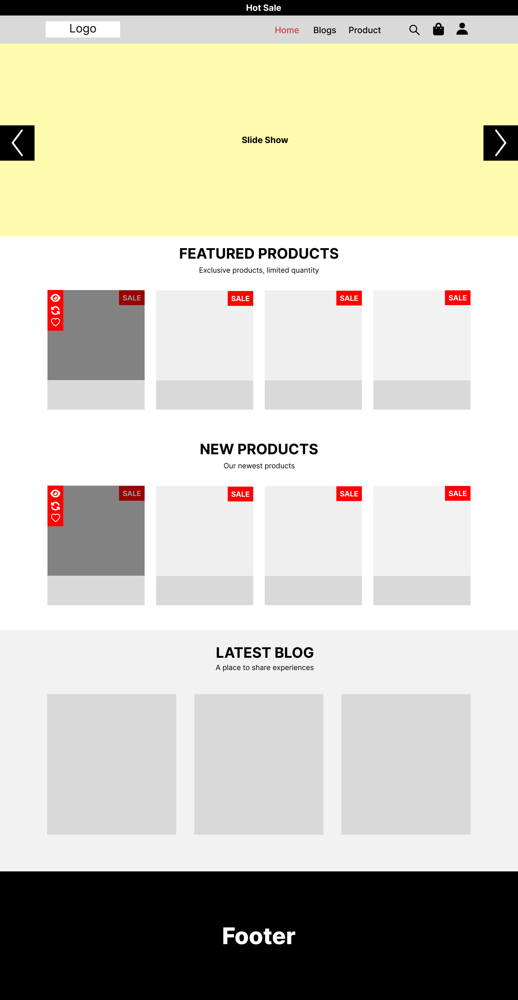 Hot Sale
Logo
Home Blogs Product
Slide Show
FEATURED PRODUCTS
Exclusive products, limited quantity
SALE SALE SALE SALE
NEW PRODUCTS
Our newest products
SALE SALE SALE SALE
LATEST BLOG
A place to share experiences
Footer